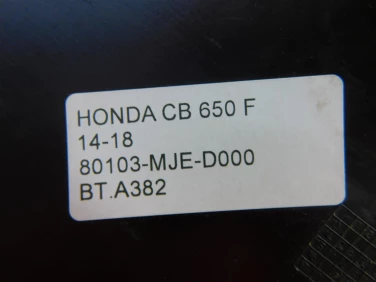 HONDA CB 650 F
14-18
80103-MJE-D000
BT.A382